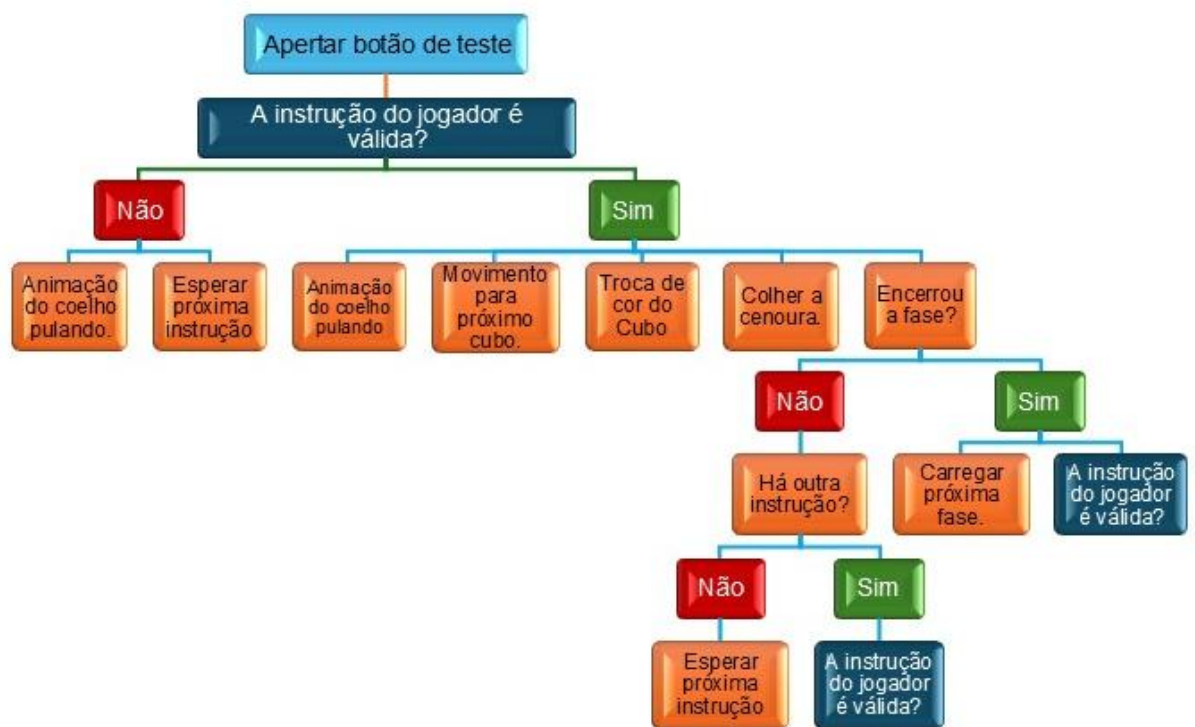 Apertar botão de teste
A instrução do jogador é
válida?
Não
Sim
Animação
do coelho
pulando.
Esperar
próxima
instrução
Animação
do coelho
pulando
Movimento
para
próximo
cubo.
Troca de
cor do
Cubo
Colher a
cenoura.
Encerrou
a fase?
Não
Sim
Há outra
instrução?
Carregar
próxima
fase.
A instrução
do jogador
é válida?
Não
Sim
Esperar
próxima
instrução
A instrução
do jogador
é válida?